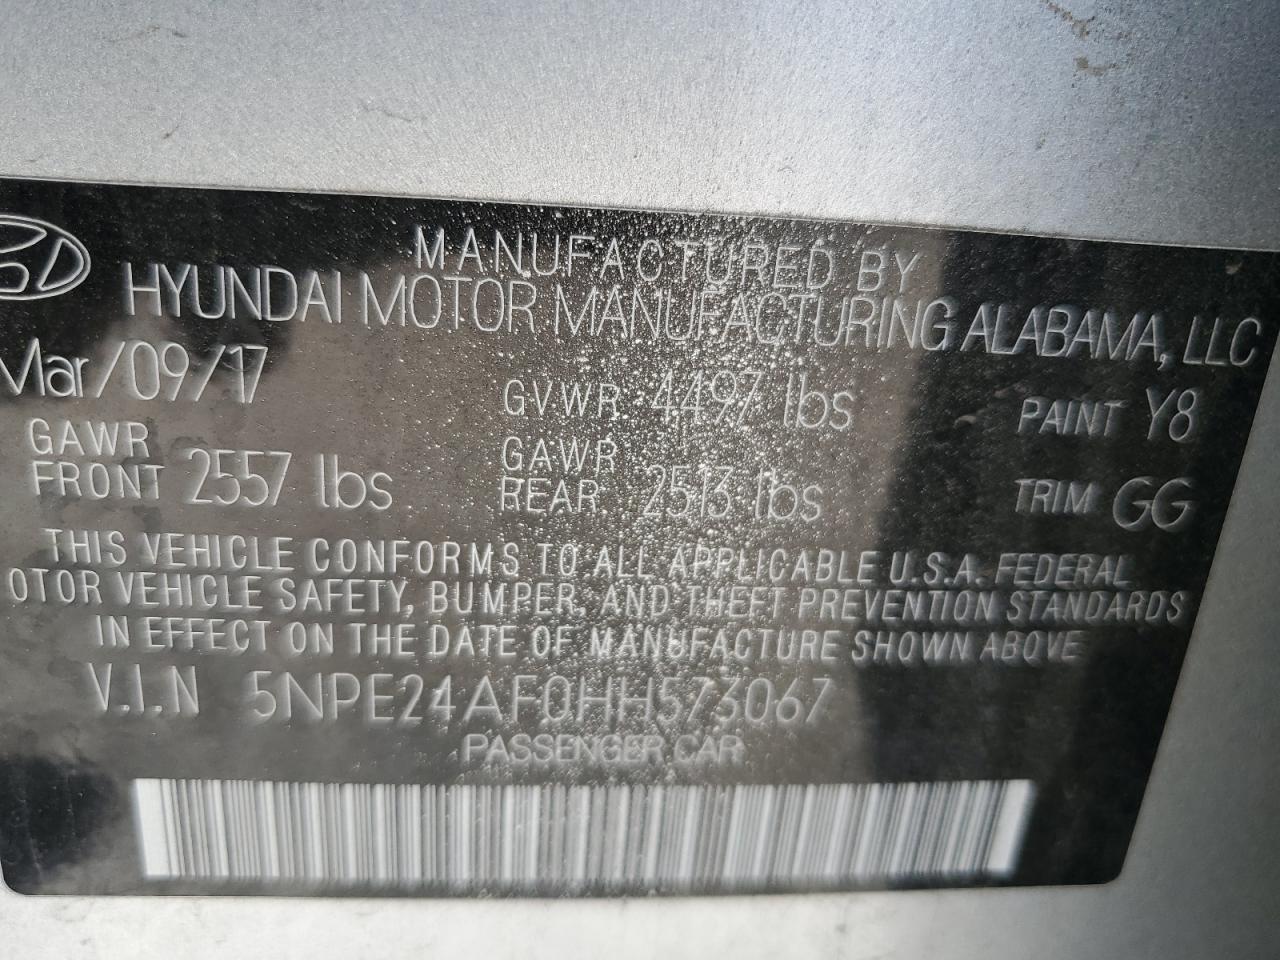 MANUFACTURED BY
HYUNDAI MOTOR MANUFACTURING ALABAMA, LLC
Mar/09/17 GVWR 4497 lbs PAINT Y8
GAWR FRONT 2557 lbs GAWR REAR 2513 lbs TRIM GG
THIS VEHICLE CONFORMS TO ALL APPLICABLE U.S.A. FEDERAL
OTOR VEHICLE SAFETY, BUMPER, AND THEFT PREVENTION STANDARDS
IN EFFECT ON THE DATE OF MANUFACTURE SHOWN ABOVE
V.I.N 5NPE24AF0HH573067
PASSENGER CAR